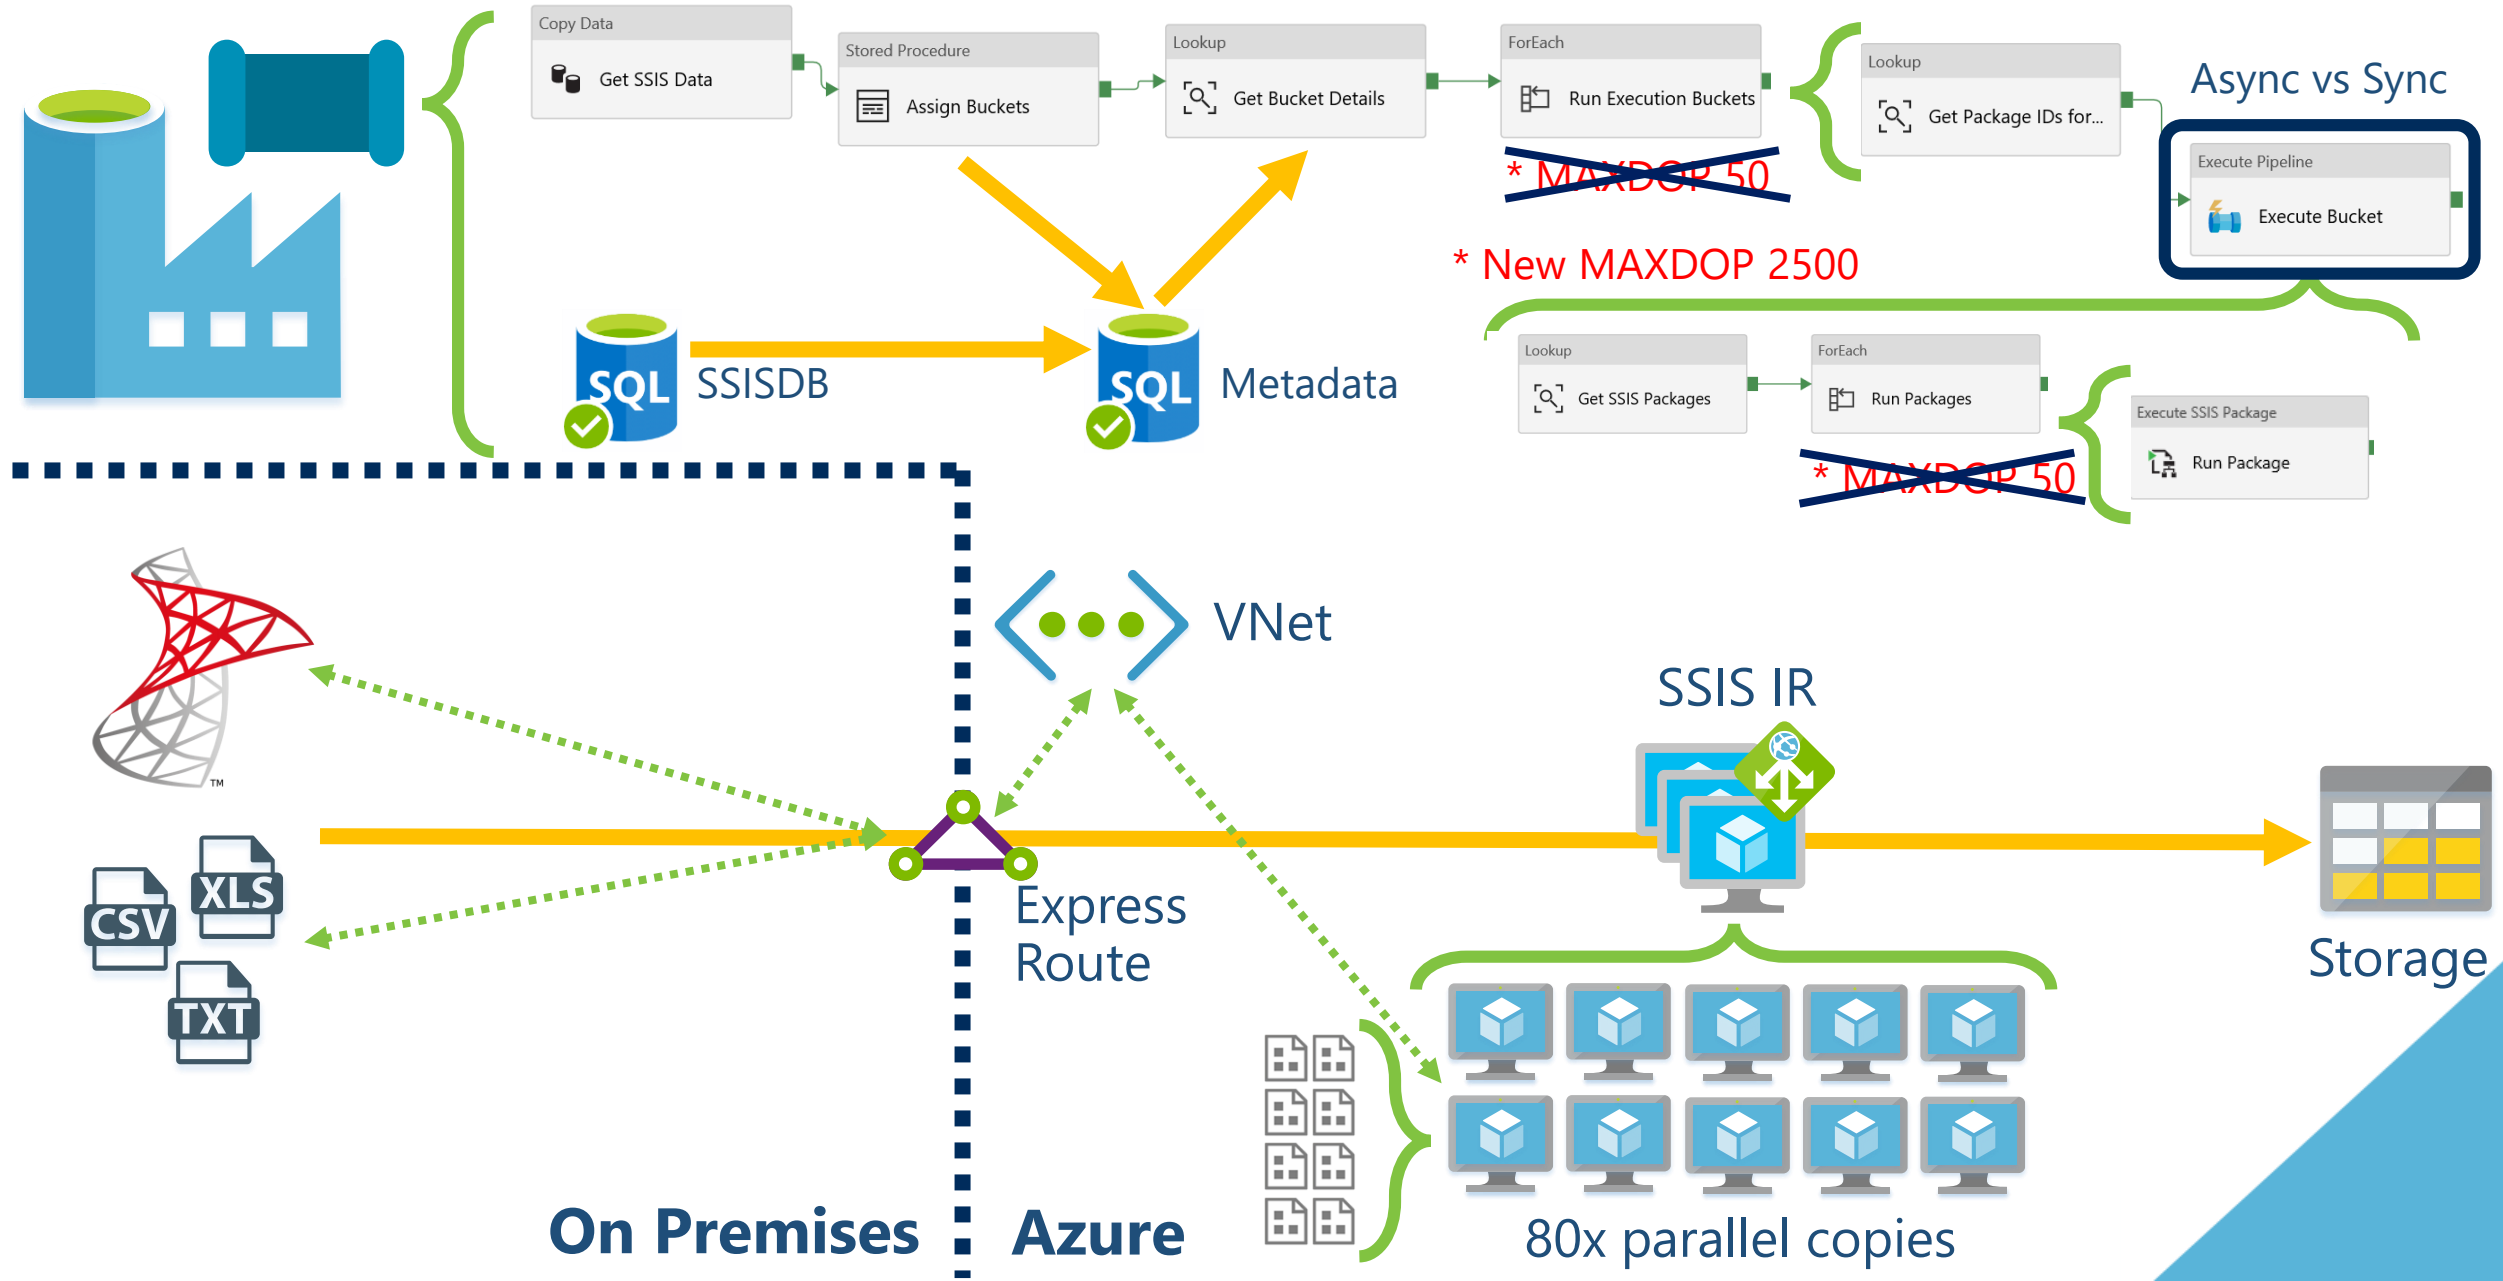 Copy Data
Get SSIS Data
Stored Procedure
Assign Buckets
Lookup
Get Bucket Details
ForEach
Run Execution Buckets
* MAXDOP 50
Lookup
Get Package IDs for...
Async vs Sync
Execute Pipeline
Execute Bucket
* New MAXDOP 2500
SQL
SSISDB
SQL
Metadata
Lookup
Get SSIS Packages
ForEach
Run Packages
* MAXDOP 50
Execute SSIS Package
Run Package
TM
VNet
SSIS IR
XLS
CSV
TXT
Express
Route
Storage
On Premises
Azure
80x parallel copies